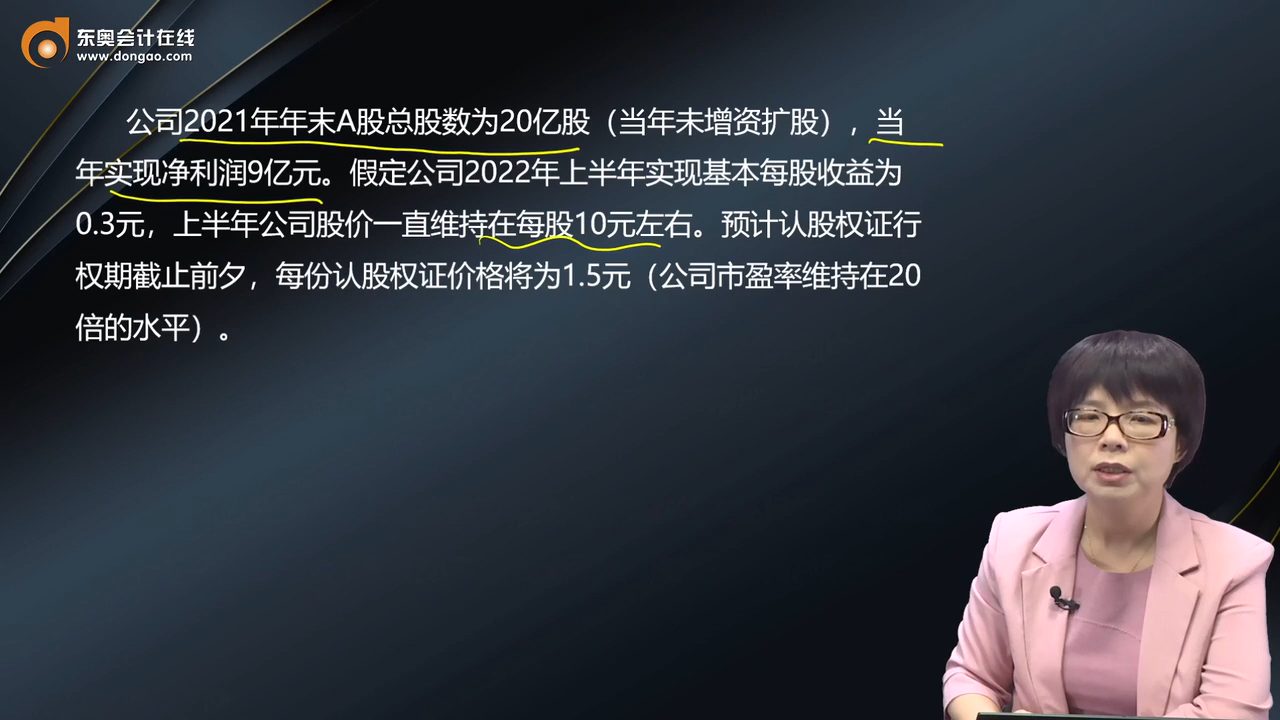 东奥会计在线
www.dongao.com
公司2021年年末A股总股数为20亿股（当年未增资扩股），当
年实现净利润9亿元。假定公司2022年上半年实现基本每股收益为
0.3元，上半年公司股价一直维持在每股10元左右。预计认股权证行
权期截止前夕，每份认股权证价格将为1.5元（公司市盈率维持在20
倍的水平）。